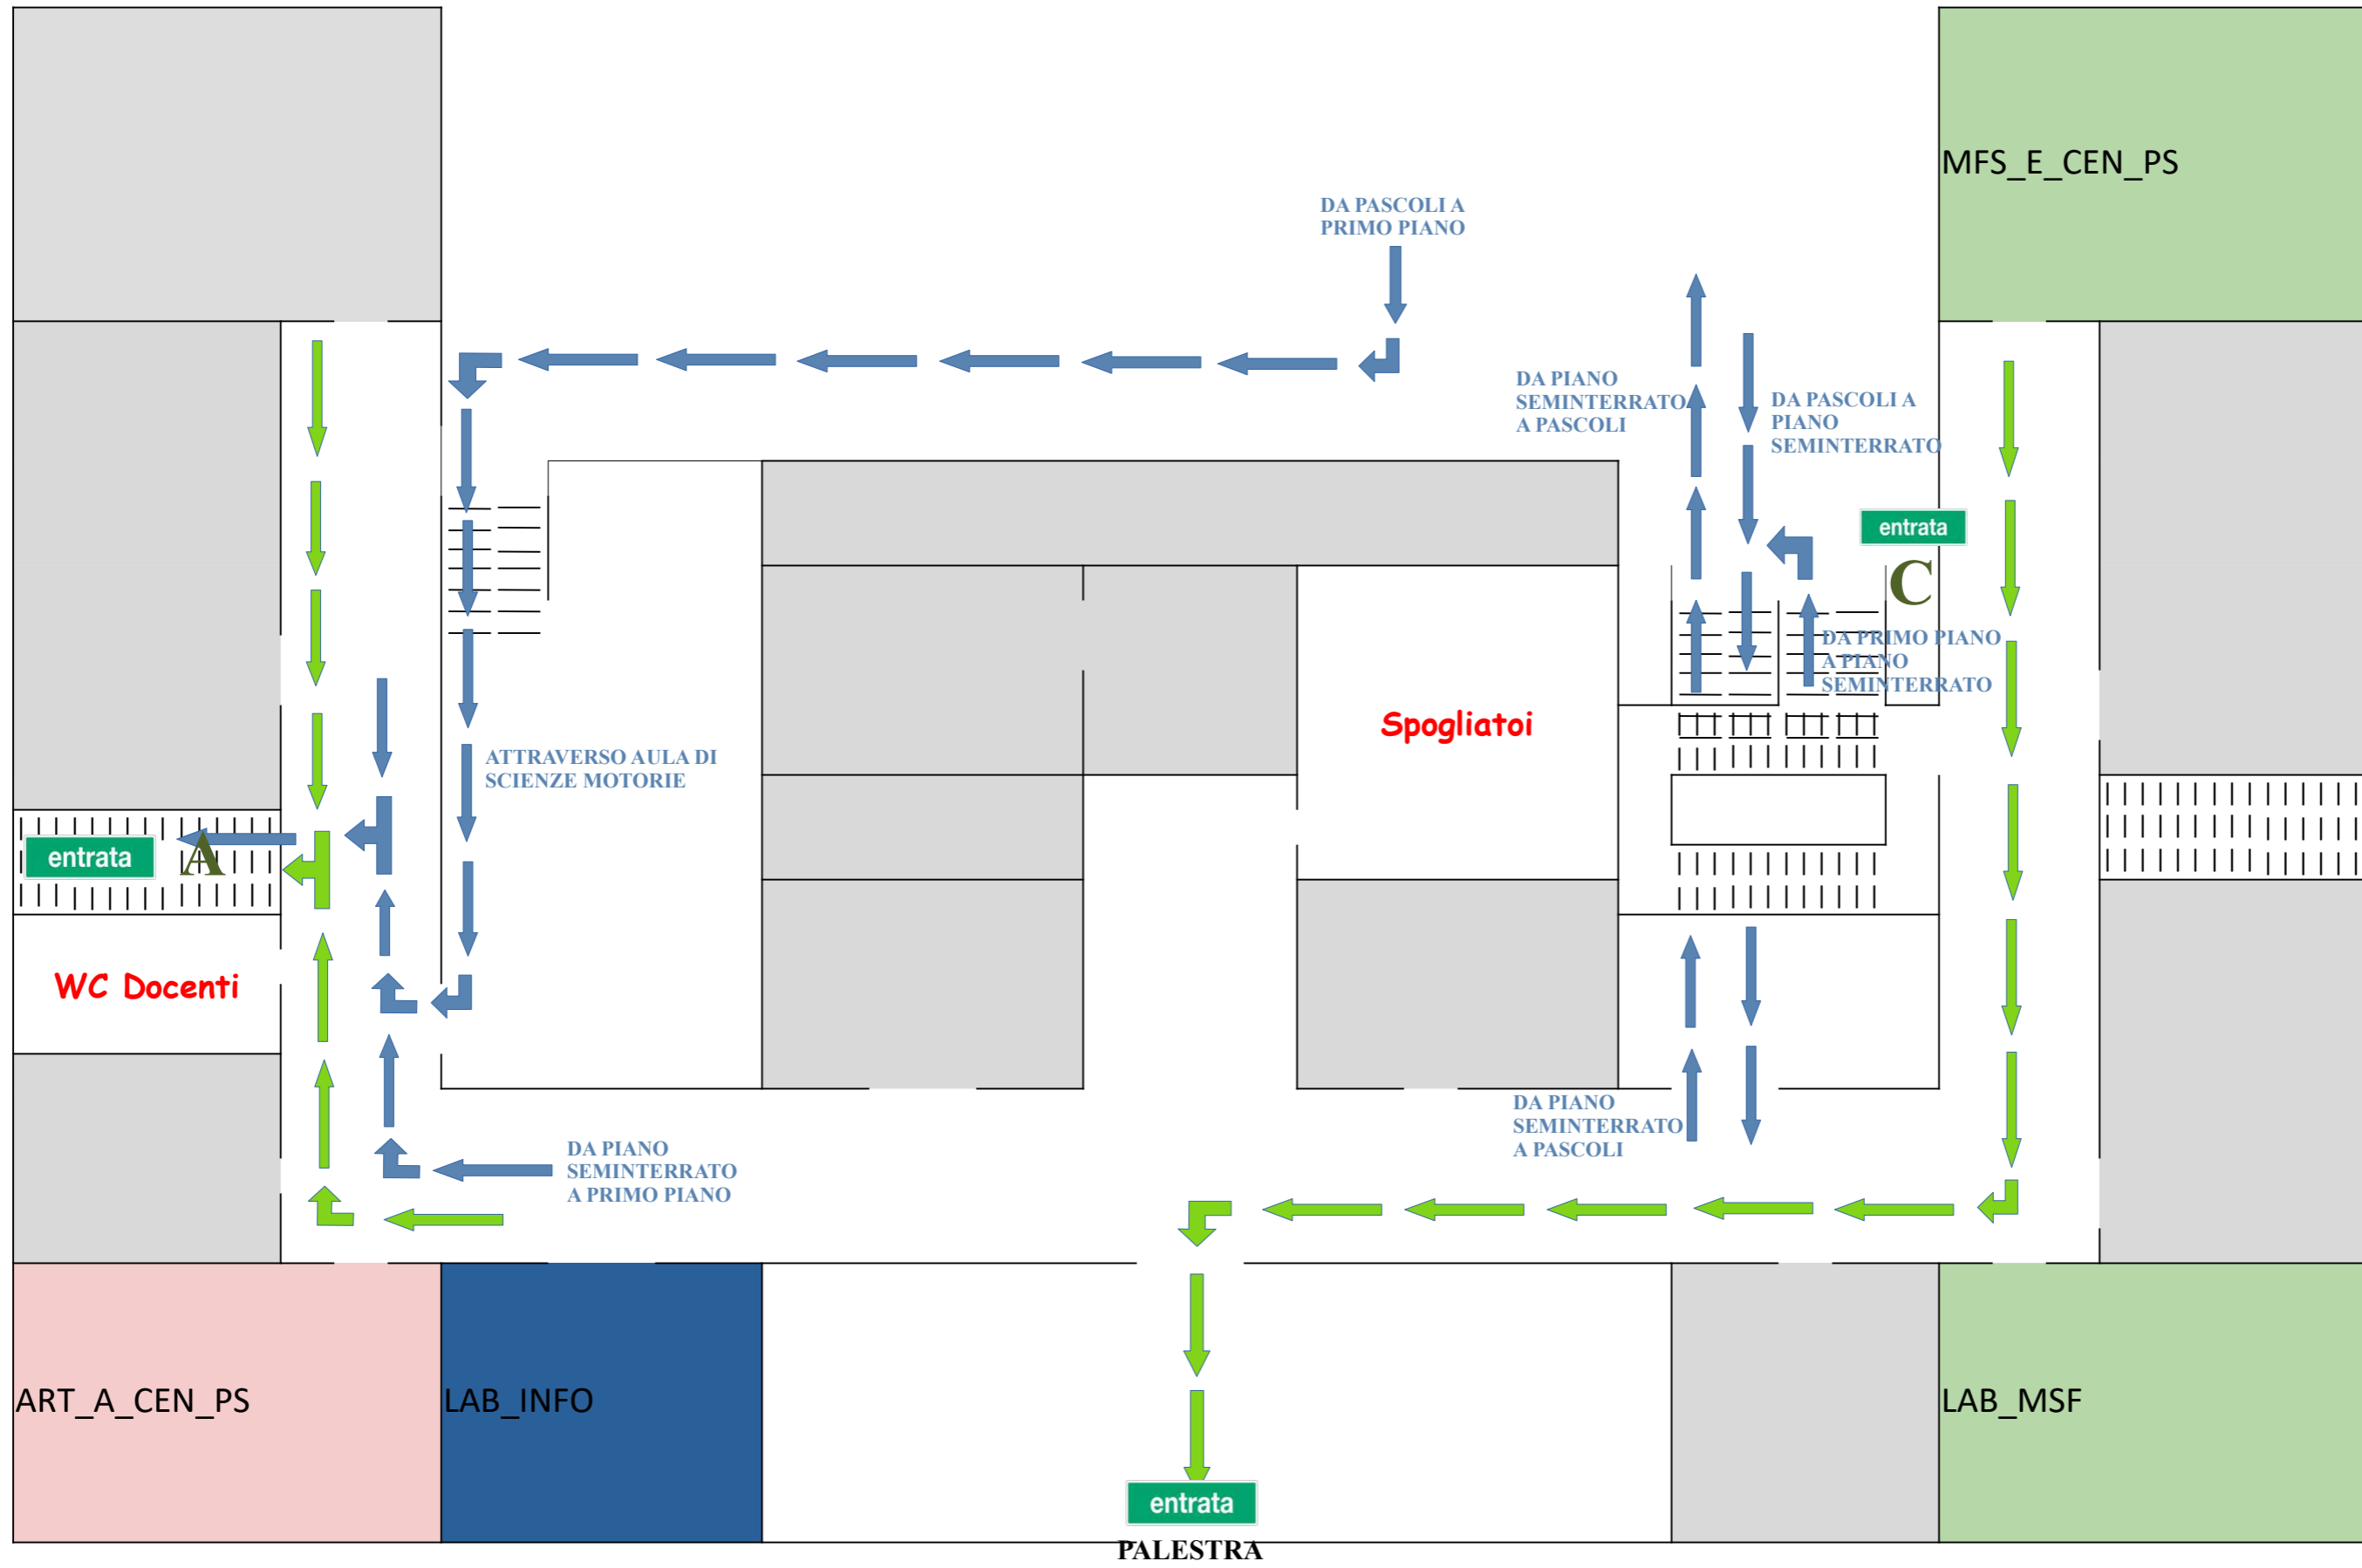 MFS_E_CEN_PS
DA PASCOLI A
PRIMO PIANO
DA PIANO
SEMINTERRATO
A PASCOLI
DA PASCOLI A
PIANO
SEMINTERRATO
entrata
C
DA PRIMO PIANO
A PIANO
SEMINTERRATO
Spogliatoi
ATTRAVERSO AULA DI
SCIENZE MOTORIE
entrata
A
WC Docenti
DA PIANO
SEMINTERRATO
A PRIMO PIANO
DA PIANO
SEMINTERRATO
A PASCOLI
ART_A_CEN_PS
LAB_INFO
LAB_MSF
entrata
PALESTRA